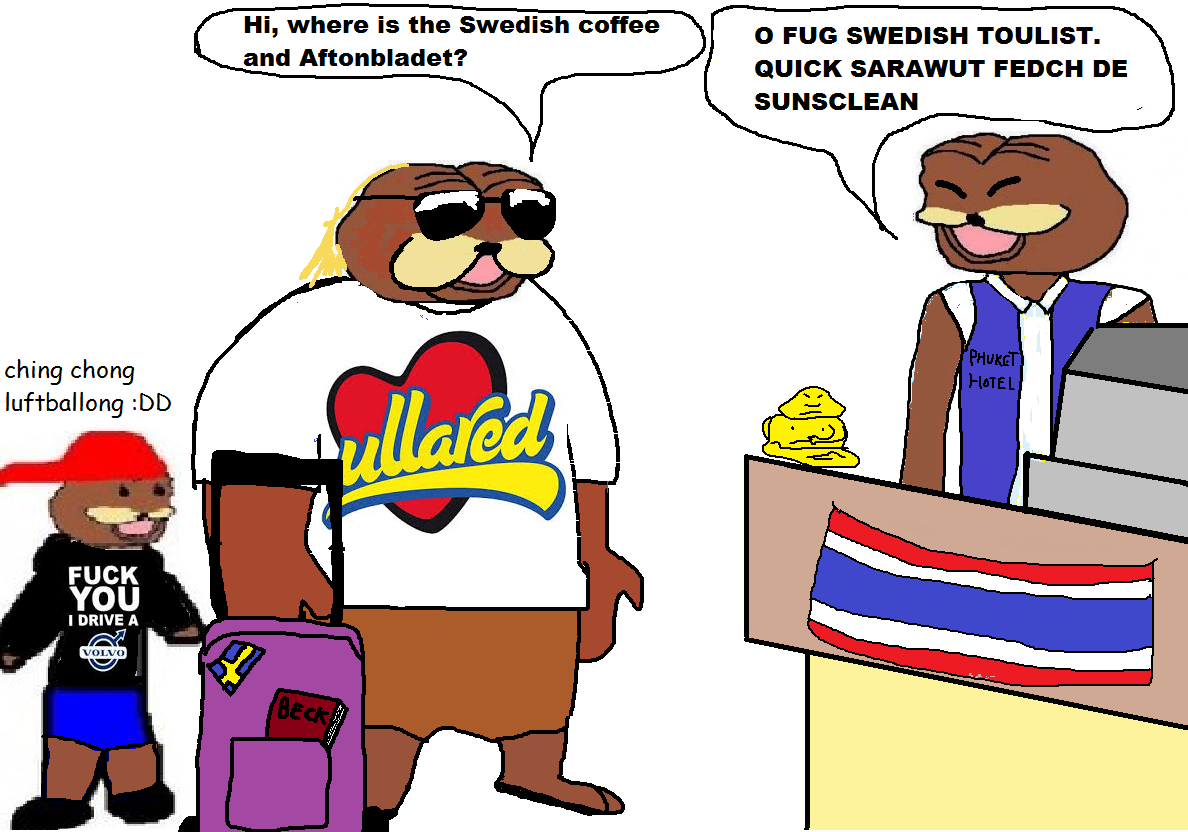 Hi, where is the Swedish coffee
and Aftonbladet?
O FUG SWEDISH TOULIST.
QUICK SARAWUT FEDCH DE
SUNSCLEAN
ching chong
luftballong :DD
ullared
PHUKET
HOTEL
FUCK
YOU
I DRIVE A
VOLVO
BECK